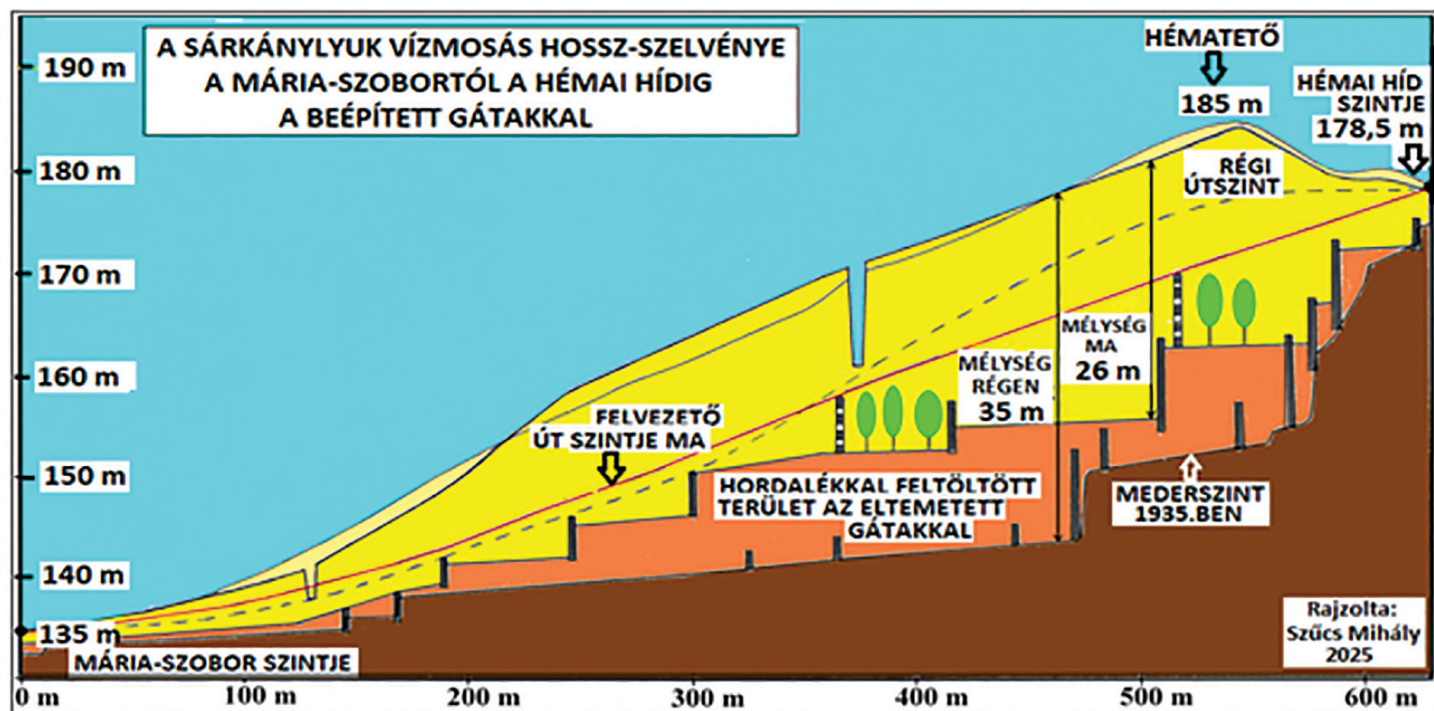 A SÁRKÁNYLYUK VÍZMOSÁS HOSSZ-SZELVÉNYE
A MÁRIA-SZOBORTÓL A HÉMAI HÍDIG
A BEÉPÍTETT GÁTAKKAL
HÉMATETŐ
185 m
HÉMAI HÍD
SZINTJE
178,5 m
190 m
180 m
170 m
160 m
150 m
140 m
135 m
RÉGI
ÚTSZINT
MÉLYSÉG
MA
26 m
MÉLYSÉG
RÉGEN
35 m
FELVEZETŐ
ÚT SZINTJE MA
HORDALÉKKAL FELTÖLTÖTT
TERÜLET AZ ELTEMETETT
GÁTAKKAL
MEDERSZINT
1935.BEN
MÁRIA-SZOBOR SZINTJE
Rajzolta:
Szűcs Mihály
2025
0 m
100 m
200 m
300 m
400 m
500 m
600 m